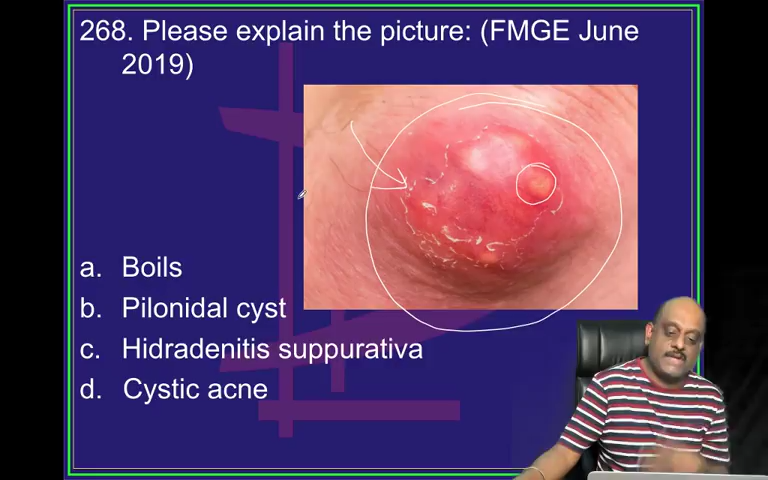 268. Please explain the picture: (FMGE June
2019)
a. Boils
b. Pilonidal cyst
c. Hidradenitis suppurativa
d. Cystic acne